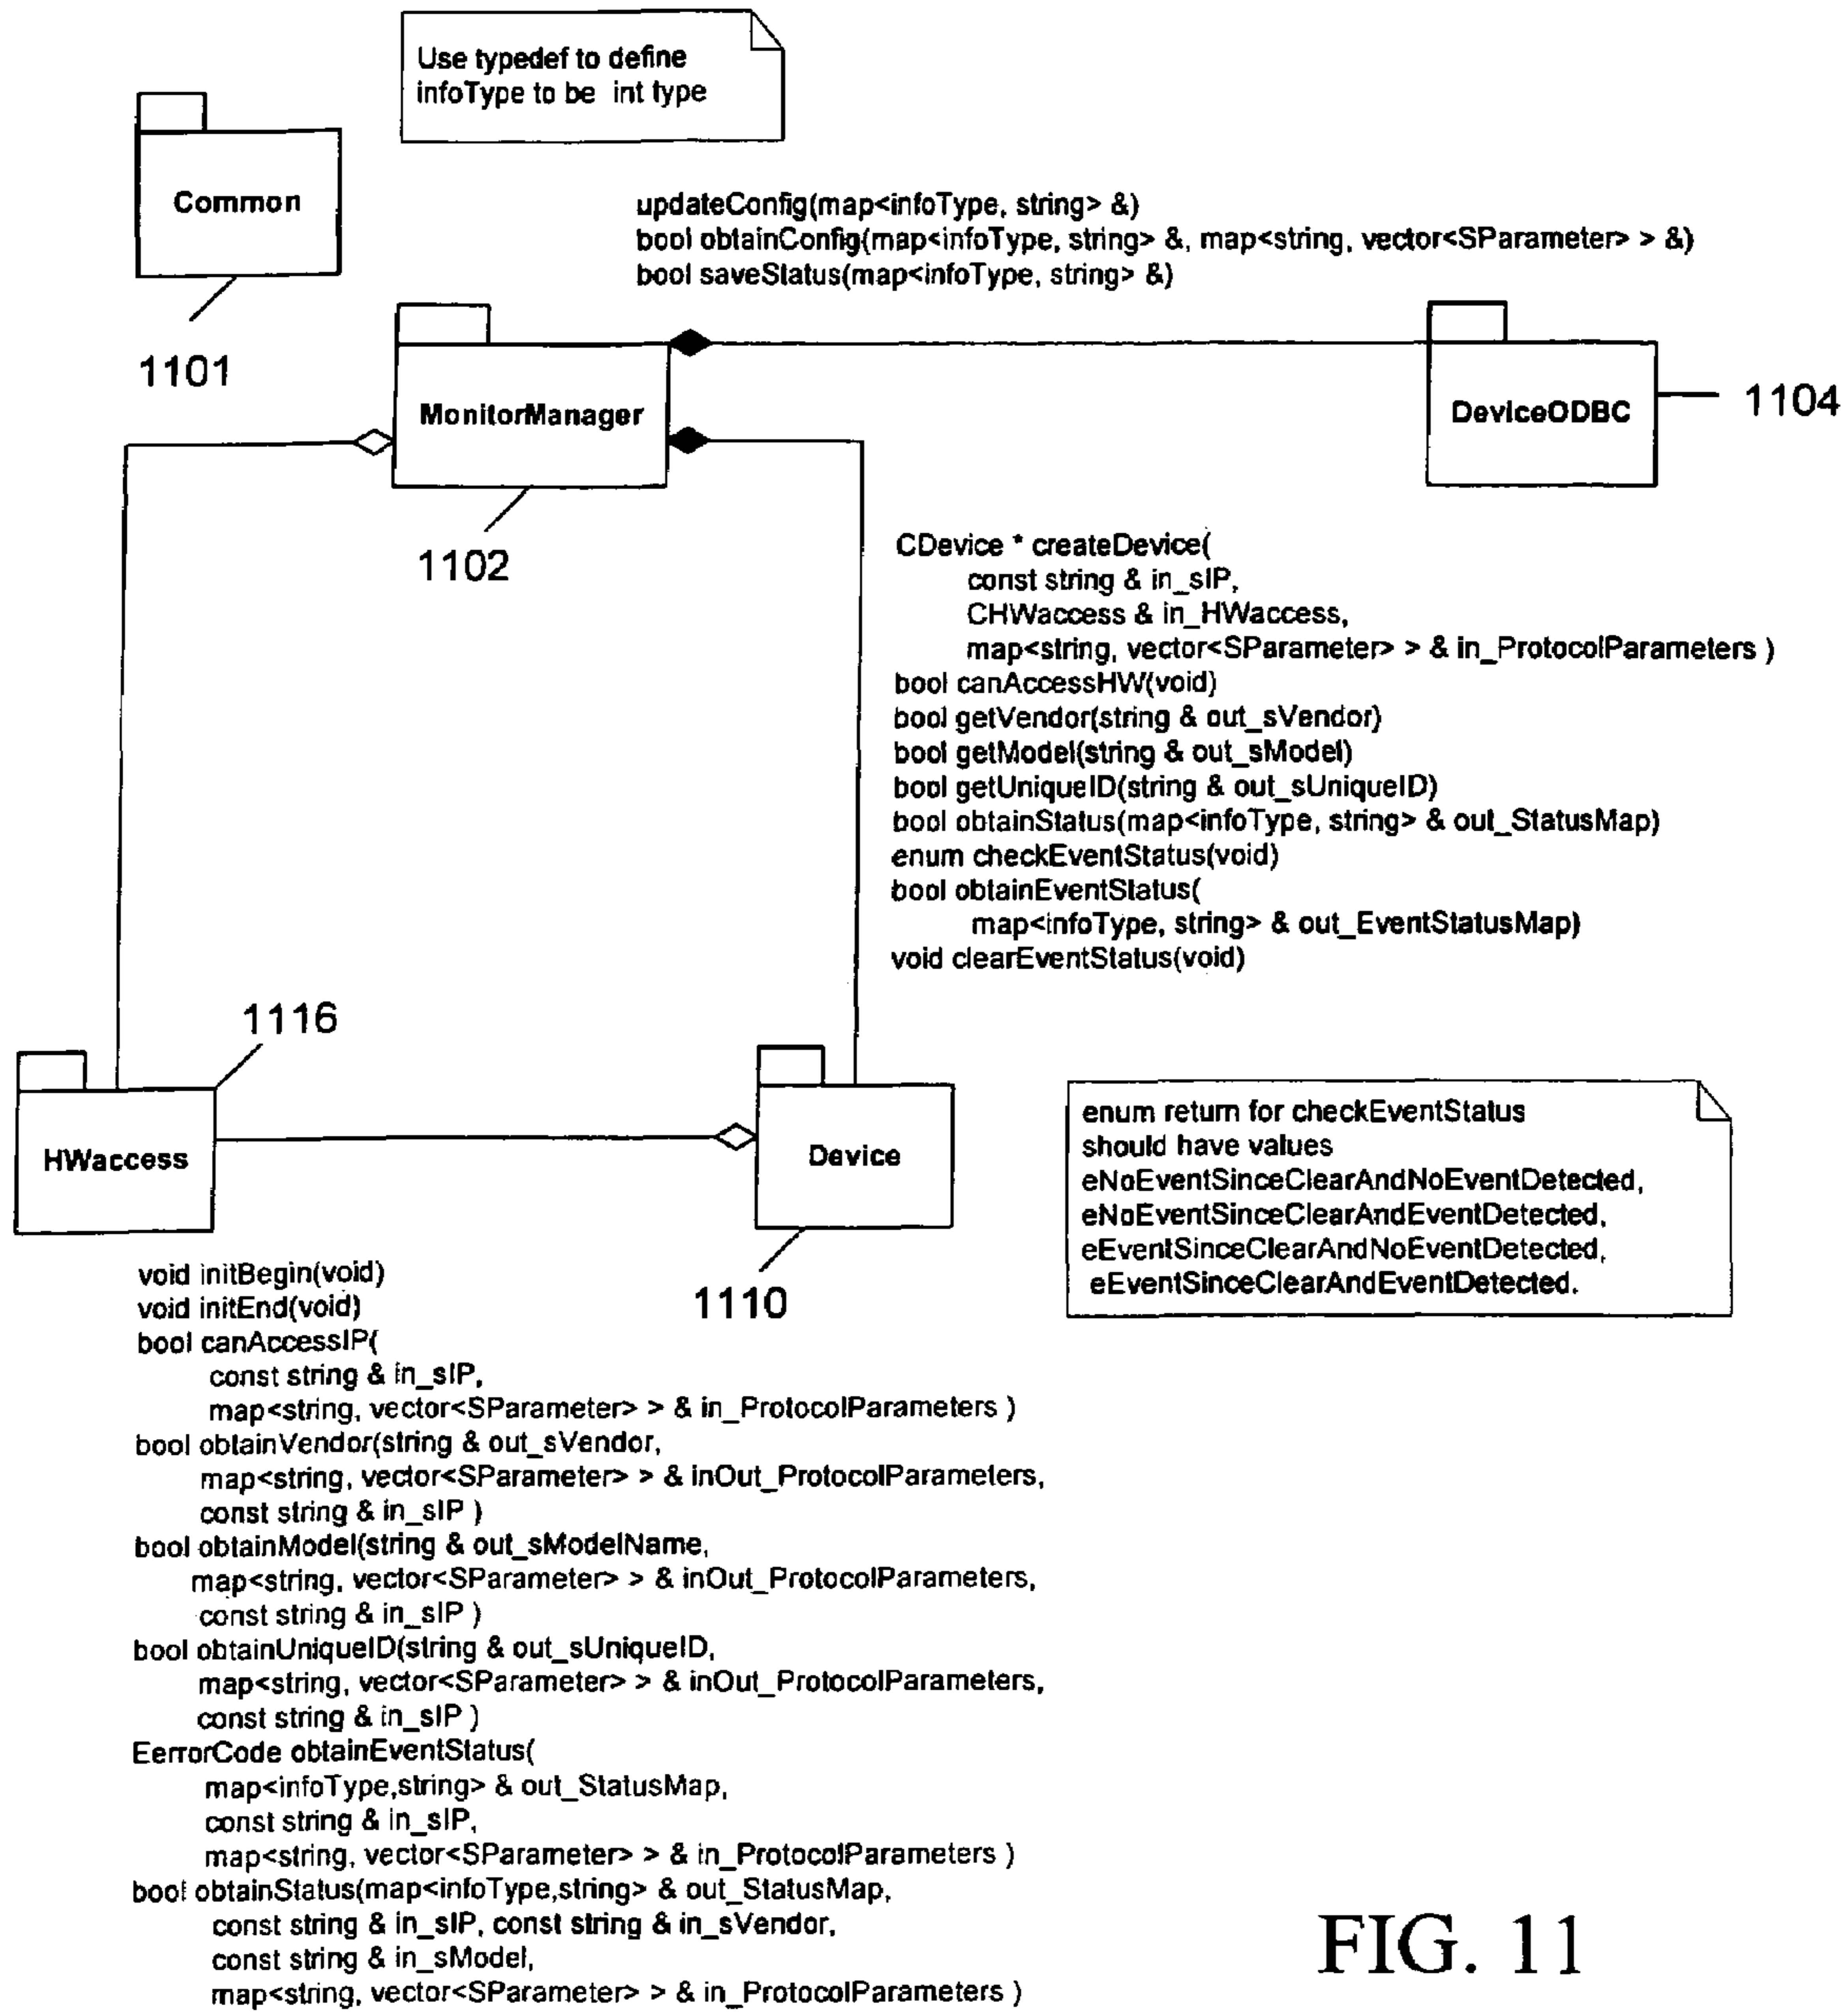 Use typedef to define
infoType to be int type
Common
1101
updateConfig(map<infoType, string> &)
bool obtainConfig(map<infoType, string> &, map<string, vector<SParameter> > &)
bool saveStatus(map<infoType, string> &)
MonitorManager
1102
DeviceODBC
1104
CDevice * createDevice(
const string & in_sIP,
CHWaccess & in_HWaccess,
map<string, vector<SParameter> > & in_ProtocolParameters )
bool canAccessHW(void)
bool getVendor(string & out_sVendor)
bool getModel(string & out_sModel)
bool getUniqueID(string & out_sUniqueID)
bool obtainStatus(map<infoType, string> & out_StatusMap)
enum checkEventStatus(void)
bool obtainEventStatus(
map<infoType, string> & out_EventStatusMap)
void clearEventStatus(void)
1116
HWaccess
Device
1110
enum return for checkEventStatus
should have values
eNoEventSinceClearAndNoEventDetected,
eNoEventSinceClearAndEventDetected,
eEventSinceClearAndNoEventDetected,
eEventSinceClearAndEventDetected.
void initBegin(void)
void initEnd(void)
bool canAccessIP(
const string & in_sIP,
map<string, vector<SParameter> > & in_ProtocolParameters )
bool obtainVendor(string & out_sVendor,
map<string, vector<SParameter> > & inOut_ProtocolParameters,
const string & in_sIP )
bool obtainModel(string & out_sModelName,
map<string, vector<SParameter> > & inOut_ProtocolParameters,
const string & in_sIP )
bool obtainUniqueID(string & out_sUniqueID,
map<string, vector<SParameter> > & inOut_ProtocolParameters,
const string & in_sIP )
EerrorCode obtainEventStatus(
map<infoType,string> & out_StatusMap,
const string & in_sIP,
map<string, vector<SParameter> > & in_ProtocolParameters )
bool obtainStatus(map<infoType,string> & out_StatusMap,
const string & in_sIP, const string & in_sVendor,
const string & in_sModel,
map<string, vector<SParameter> > & in_ProtocolParameters )
FIG. 11